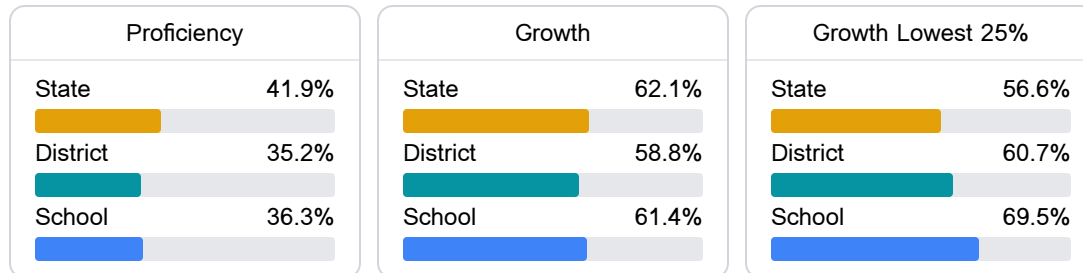 Proficiency
State 41.9%
District 35.2%
School 36.3%
Growth
State 62.1%
District 58.8%
School 61.4%
Growth Lowest 25%
State 56.6%
District 60.7%
School 69.5%